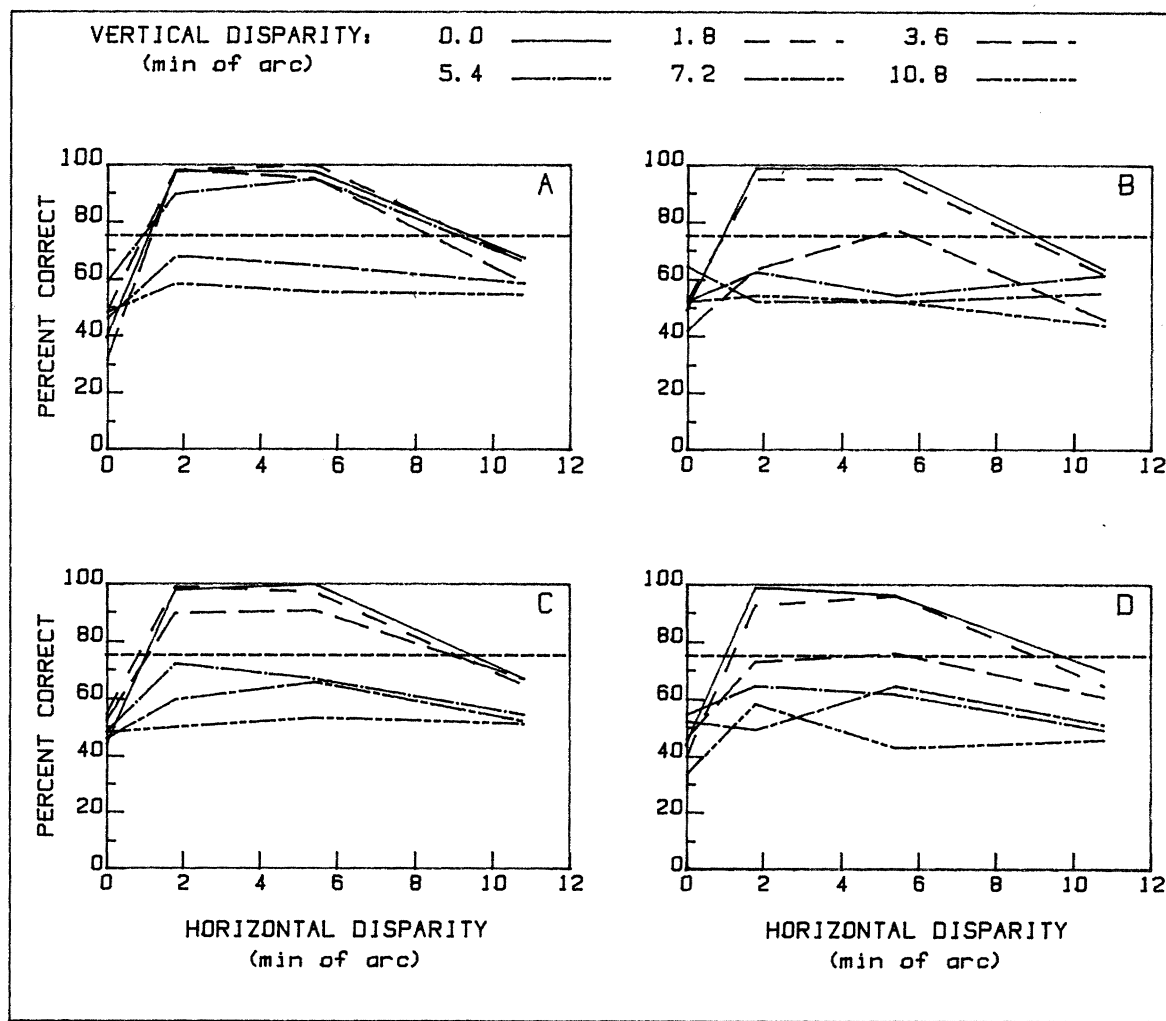 VERTICAL DISPARITY: 0.0 1.8 3.6
(min of arc) 5.4 7.2 10.8
A
PERCENT CORRECT
100
80
60
40
20
0
0 2 4 6 8 10 12
B
100
80
60
40
20
0
0 2 4 6 8 10 12
C
PERCENT CORRECT
100
80
60
40
20
0
0 2 4 6 8 10 12
HORIZONTAL DISPARITY
(min of arc)
D
100
80
60
40
20
0
0 2 4 6 8 10 12
HORIZONTAL DISPARITY
(min of arc)